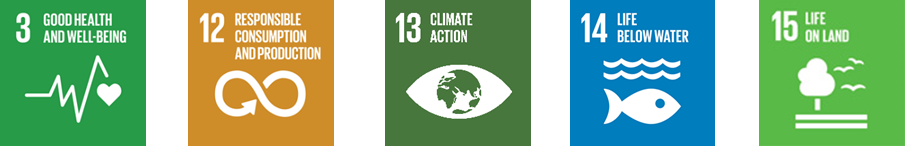 3 GOOD HEALTH
AND WELL-BEING
12 RESPONSIBLE
CONSUMPTION
AND PRODUCTION
13 CLIMATE
ACTION
14 LIFE
BELOW WATER
15 LIFE
ON LAND